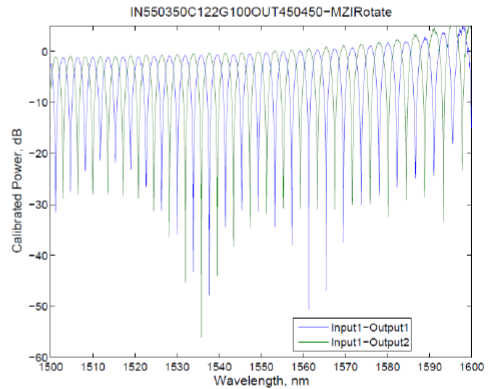 IN550350C122G100OUT450450−MZIRotate
Calibrated Power, dB
0
−10
−20
−30
−40
−50
−60
Input1−Output1
Input1−Output2
1500 1510 1520 1530 1540 1550 1560 1570 1580 1590 1600
Wavelength, nm